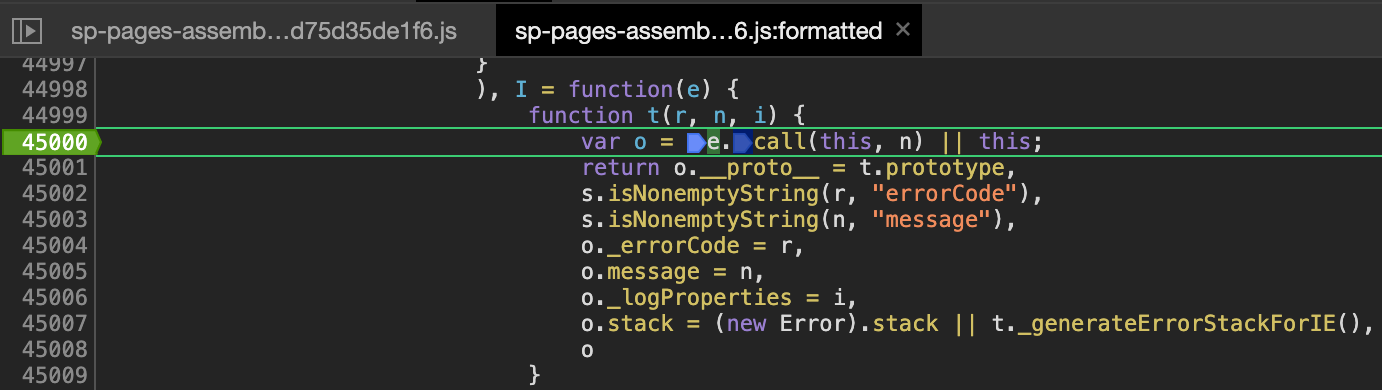 sp-pages-assemb…d75d35de1f6.js sp-pages-assemb…6.js:formatted ×
44997 }
44998 ), I = function(e) {
44999 function t(r, n, i) {
45000 var o = e.call(this, n) || this;
45001 return o.__proto__ = t.prototype,
45002 s.isNonemptyString(r, "errorCode"),
45003 s.isNonemptyString(n, "message"),
45004 o._errorCode = r,
45005 o.message = n,
45006 o._logProperties = i,
45007 o.stack = (new Error).stack || t._generateErrorStackForIE(),
45008 o
45009 }